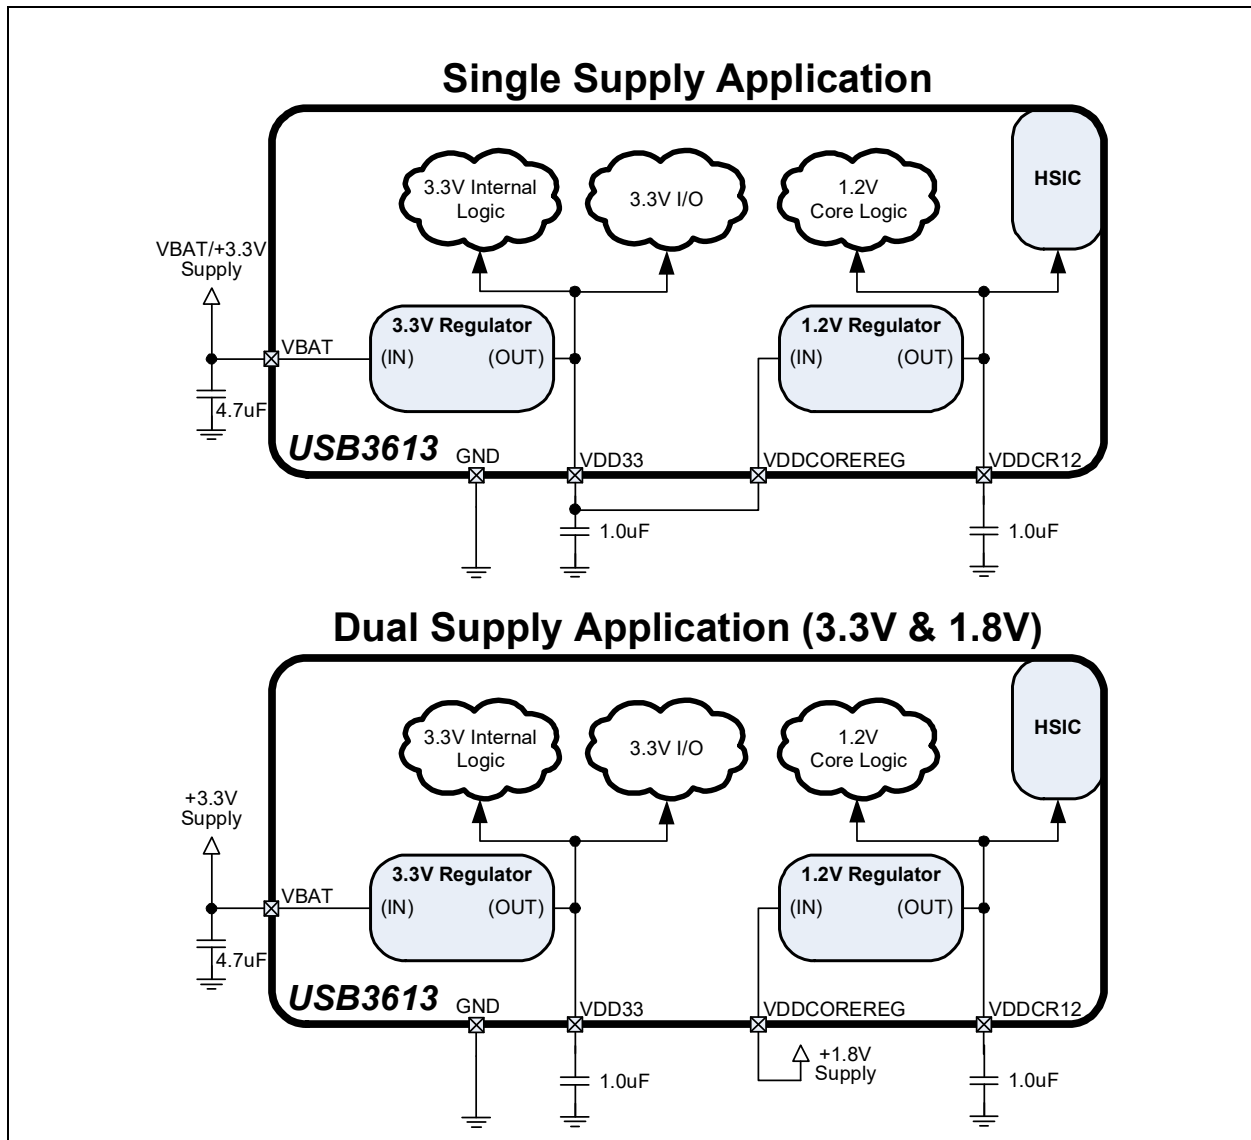 Single Supply Application
3.3V Internal
Logic
3.3V I/O
1.2V
Core Logic
HSIC
VBAT/+3.3V
Supply
VBAT
3.3V Regulator
(IN) (OUT)
1.2V Regulator
(IN) (OUT)
4.7uF
USB3613
GND
VDD33
VDDCOREREG
VDDCR12
1.0uF
1.0uF
Dual Supply Application (3.3V & 1.8V)
3.3V Internal
Logic
3.3V I/O
1.2V
Core Logic
HSIC
+3.3V
Supply
VBAT
3.3V Regulator
(IN) (OUT)
1.2V Regulator
(IN) (OUT)
4.7uF
USB3613
GND
VDD33
VDDCOREREG
VDDCR12
1.0uF
+1.8V
Supply
1.0uF